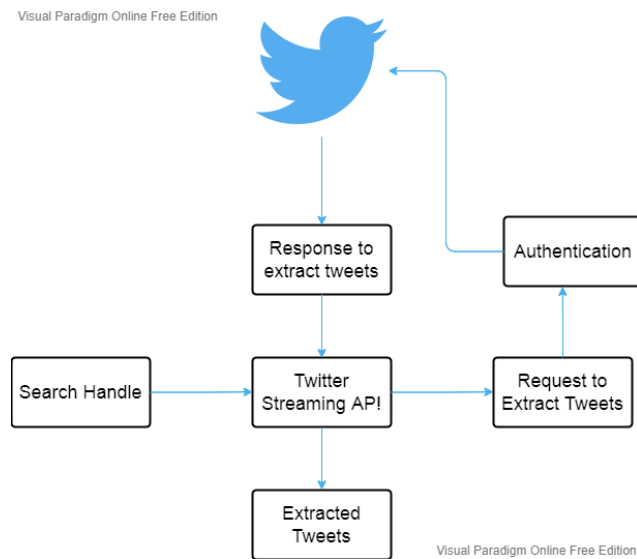 Visual Paradigm Online Free Edition
Response to
extract tweets
Authentication
Search Handle
Twitter
Streaming AP!
Request to
Extract Tweets
Extracted
Tweets
Visual Paradigm Online Free Edition